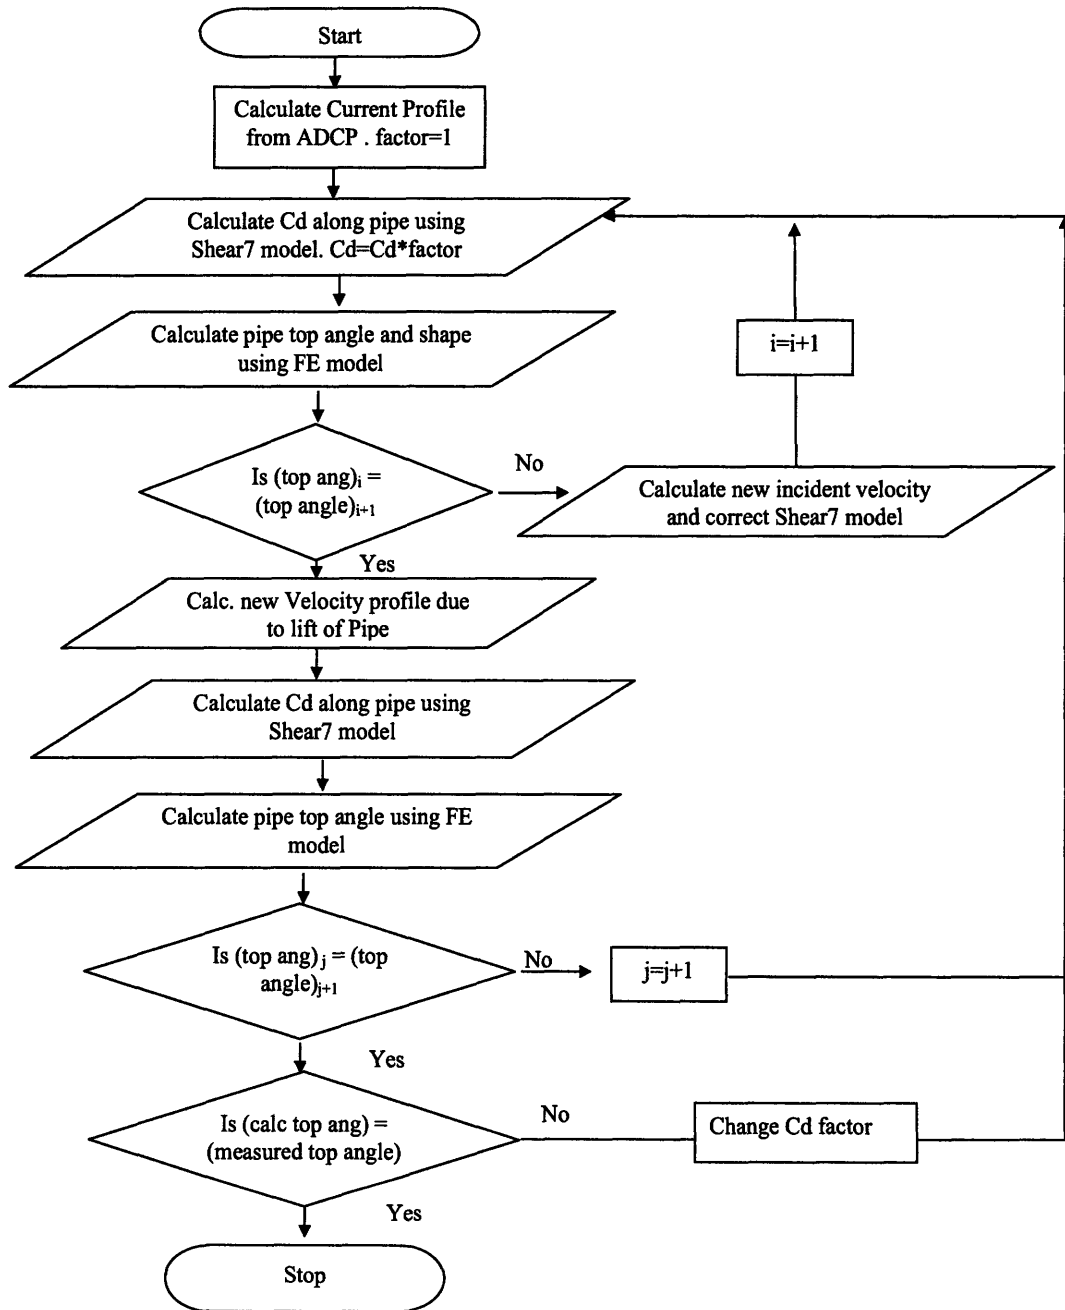 Start
Calculate Current Profile
from ADCP . factor=1
Calculate Cd along pipe using
Shear7 model. Cd=Cd*factor
Calculate pipe top angle and shape
using FE model
i=i+1
Is (top ang)i =
(top angle)i+1
No
Calculate new incident velocity
and correct Shear7 model
Yes
Calc. new Velocity profile due
to lift of Pipe
Calculate Cd along pipe using
Shear7 model
Calculate pipe top angle using FE
model
Is (top ang) j = (top
angle)j+1
No
j=j+1
Yes
Is (calc top ang) =
(measured top angle)
No
Change Cd factor
Yes
Stop